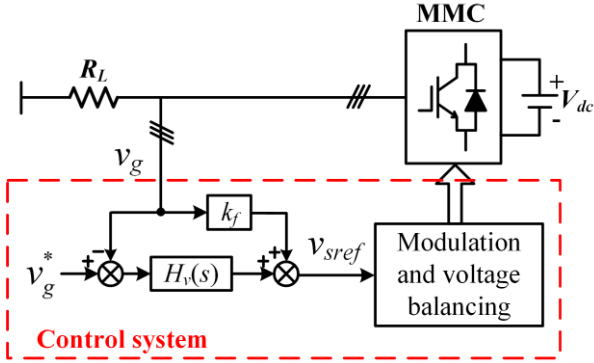 MMC
R_L
+
V_dc
-
v_g
k_f
-
+
v_sref
v_g^*
+
H_v(s)
+
Modulation
and voltage
balancing
Control system